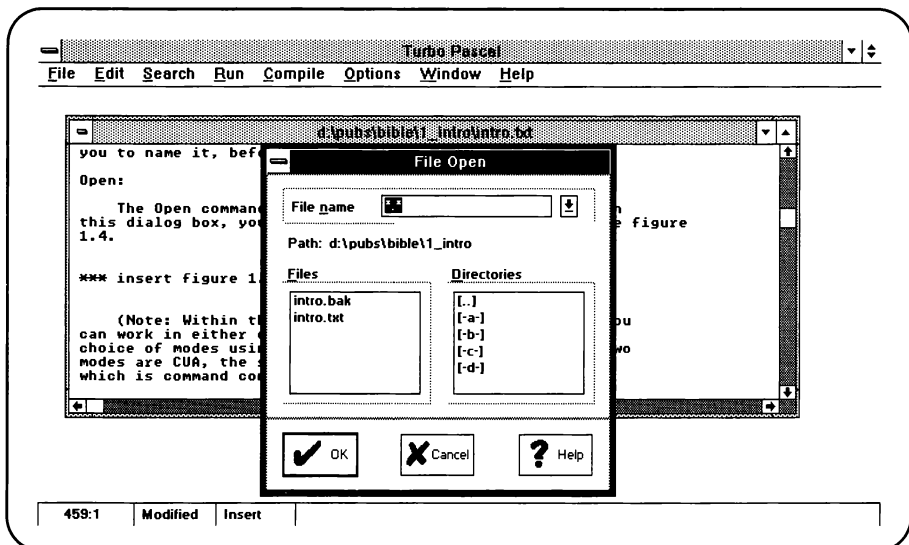 Turbo Pascal
File Edit Search Run Compile Options Window Help
d:\pubs\bible\1_intro\intro.txt
you to name it, bef
Open:
The Open comman
this dialog box, yo
e figure
1.4.
*** insert figure 1
(Note: Within t
ou
can work in either
choice of modes usi
wo
modes are CUA, the
which is command co
File Open
File name *.*
Path: d:\pubs\bible\1_intro
Files
intro.bak
intro.txt
Directories
[..]
[-a-]
[-b-]
[-c-]
[-d-]
OK
Cancel
? Help
459:1 Modified Insert